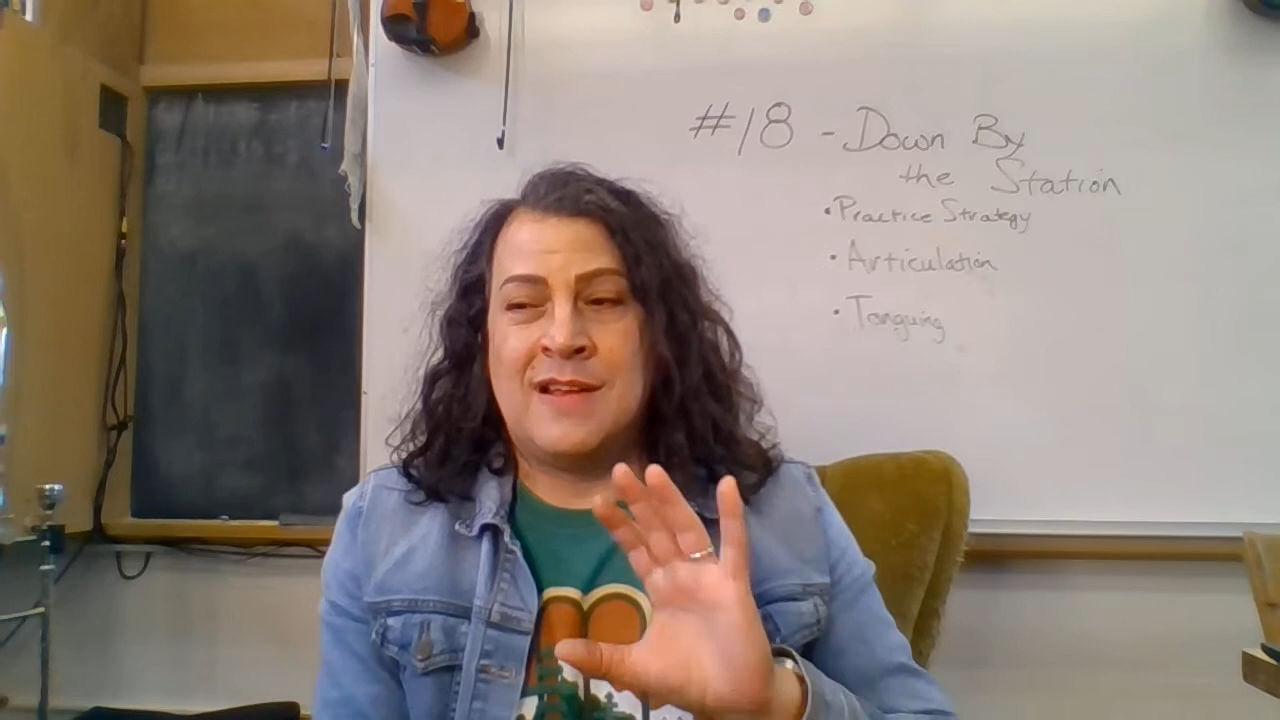 #18 - Down By
the Station
• Practice Strategy
• Articulation
• Tonguing